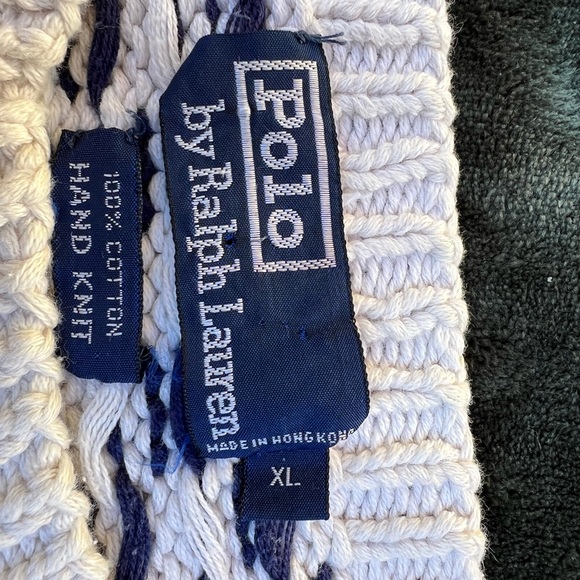 Polo
by Ralph Lauren
MADE IN HONG KONG
XL
100% COTTON
HAND KNIT